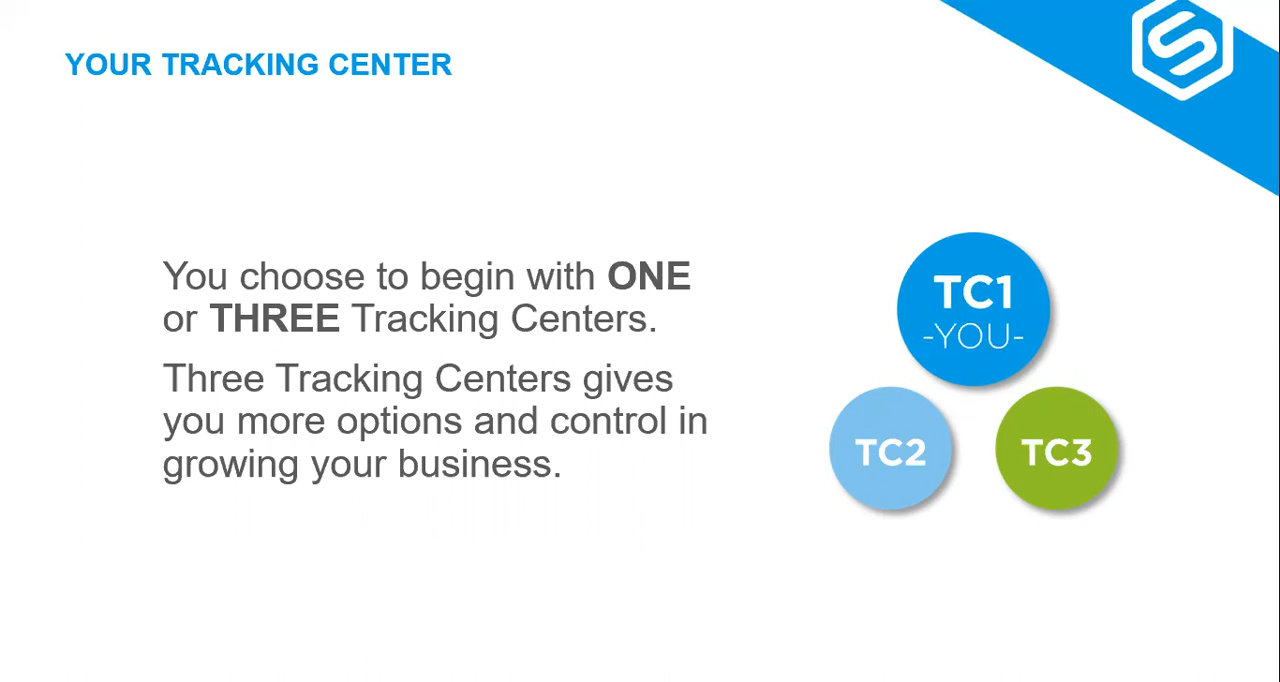 YOUR TRACKING CENTER
You choose to begin with ONE
or THREE Tracking Centers.
Three Tracking Centers gives
you more options and control in
growing your business.
TC1
-YOU-
TC2
TC3